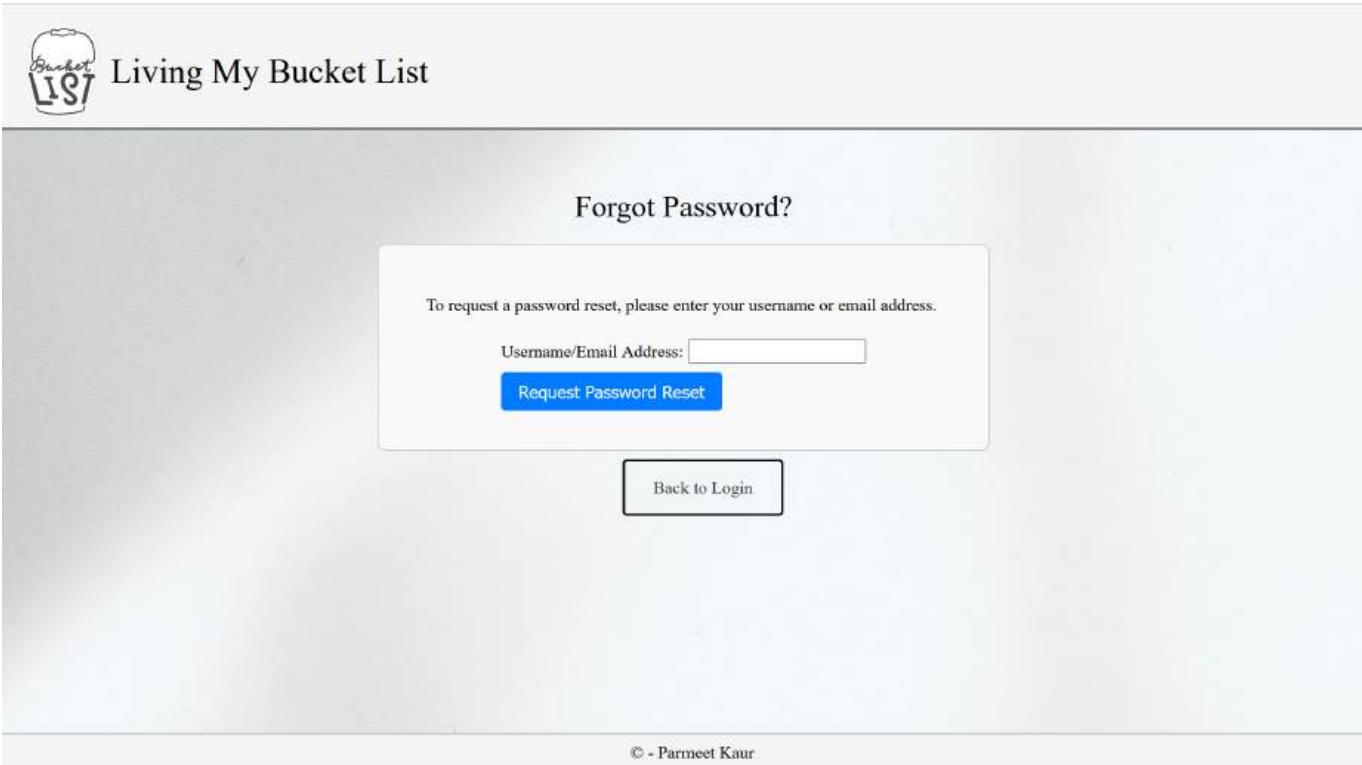 Bucket
LIST
Living My Bucket List
Forgot Password?
To request a password reset, please enter your username or email address.
Username/Email Address:
Request Password Reset
Back to Login
© - Parmeet Kaur